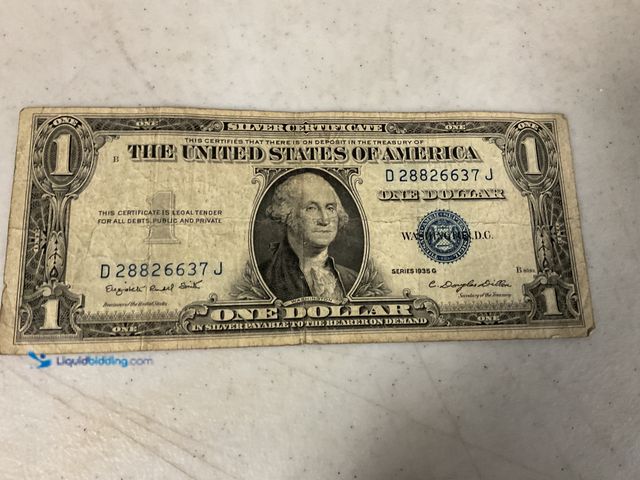 ONE SILVER CERTIFICATE ONE
THIS CERTIFIES THAT THERE IS ON DEPOSIT IN THE TREASURY OF
B THE UNITED STATES OF AMERICA
1 1
D 28826637 J
ONE DOLLAR
THIS CERTIFICATE IS LEGAL TENDER
FOR ALL DEBTS, PUBLIC AND PRIVATE
1
WASHINGTON, D.C.
D 28826637 J
SERIES 1935 G
B
Elizabeth Rudel Smith
Treasurer of the United States
C. Douglas Dillon
Secretary of the Treasury
WASHINGTON
1 ONE DOLLAR 1
IN SILVER PAYABLE TO THE BEARER ON DEMAND
ONE ONE
Liquidbidding.com